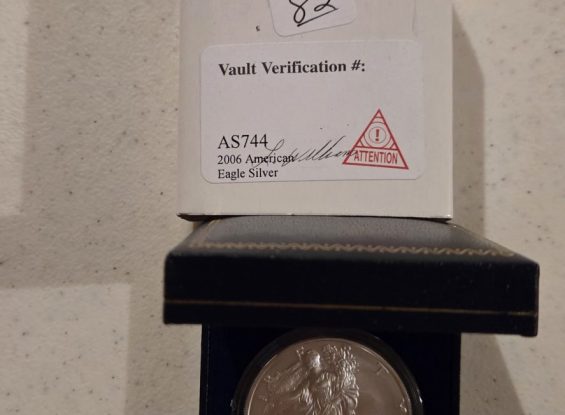 82
Vault Verification #:
AS744
2006 American
Eagle Silver
!
ATTENTION